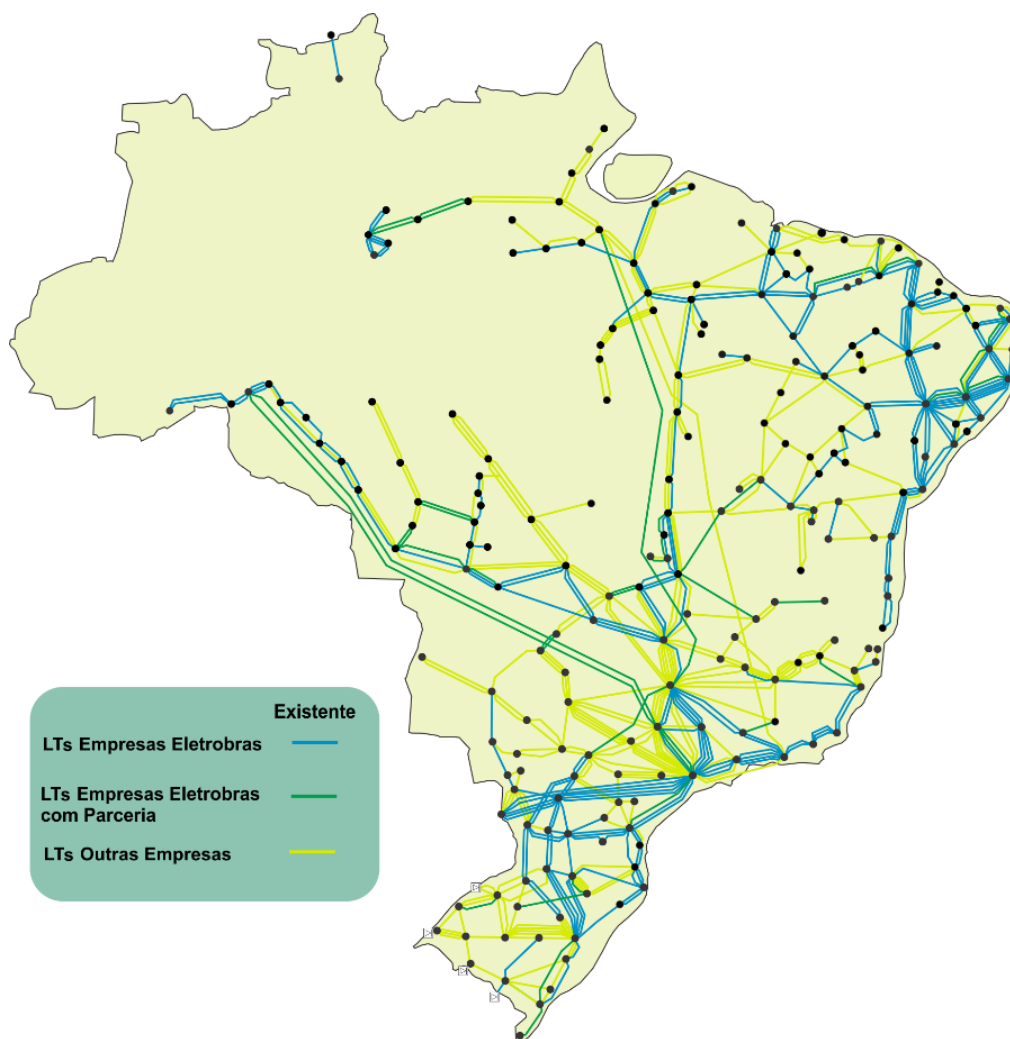 Existente
LTs Empresas Eletrobras
LTs Empresas Eletrobras
com Parceria
LTs Outras Empresas